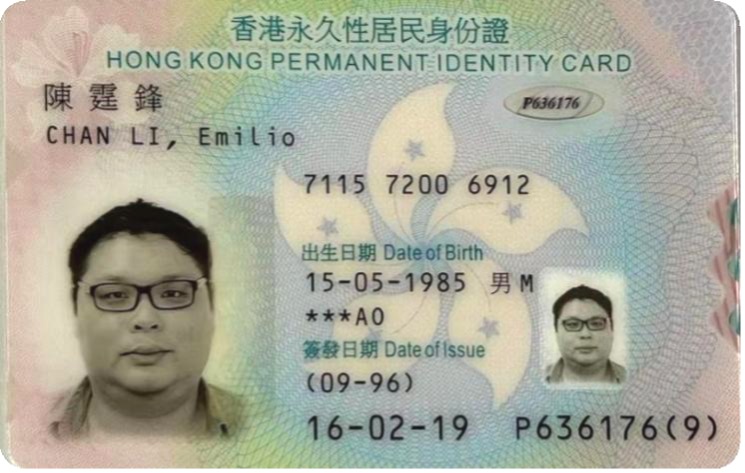 香港永久性居民身份證
HONG KONG PERMANENT IDENTITY CARD
陳霆鋒
CHAN LI, Emilio
P636176
7115 7200 6912
出生日期 Date of Birth
15-05-1985 男 M
***AO
簽發日期 Date of Issue
(09-96)
16-02-19 P636176(9)